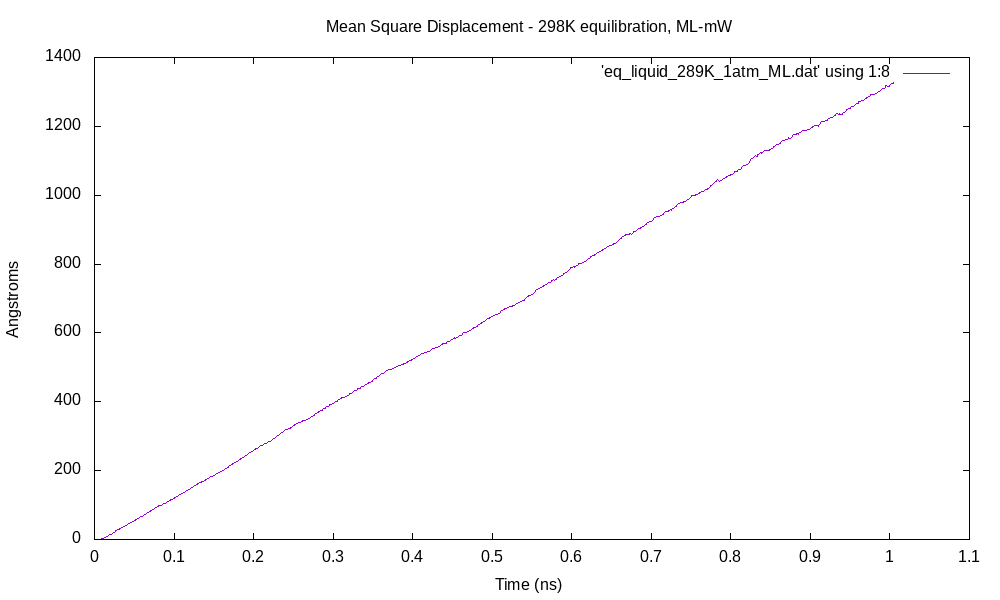 Mean Square Displacement - 298K equilibration, ML-mW
'eq_liquid_289K_1atm_ML.dat' using 1:8
1400
1200
1000
800
600
400
200
0
Angstroms
0 0.1 0.2 0.3 0.4 0.5 0.6 0.7 0.8 0.9 1 1.1
Time (ns)